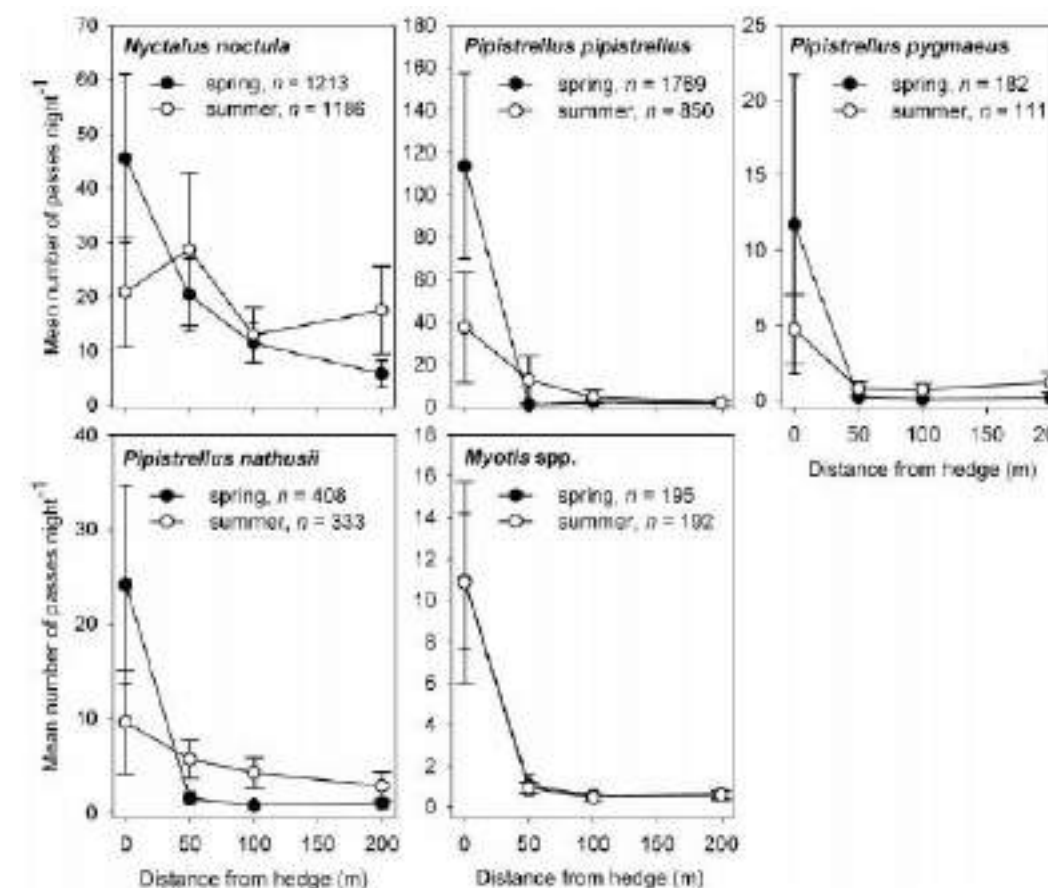 70
60
50
40
30
20
10
0
Mean number of passes night⁻¹
Nyctalus noctula
spring, n = 1213
summer, n = 1186
180
160
140
120
100
80
60
40
20
0
Pipistrellus pipistrellus
spring, n = 1769
summer, n = 850
25
20
15
10
5
0
Pipistrellus pygmaeus
spring, n = 182
summer, n = 111
0 50 100 150
Distance from hedge (m)
40
30
20
10
0
Mean number of passes night⁻¹
Pipistrellus nathusii
spring, n = 408
summer, n = 333
0 50 100 150 200
Distance from hedge (m)
18
16
14
12
10
8
6
4
2
0
Myotis spp.
spring, n = 195
summer, n = 192
0 50 100 150 200
Distance from hedge (m)